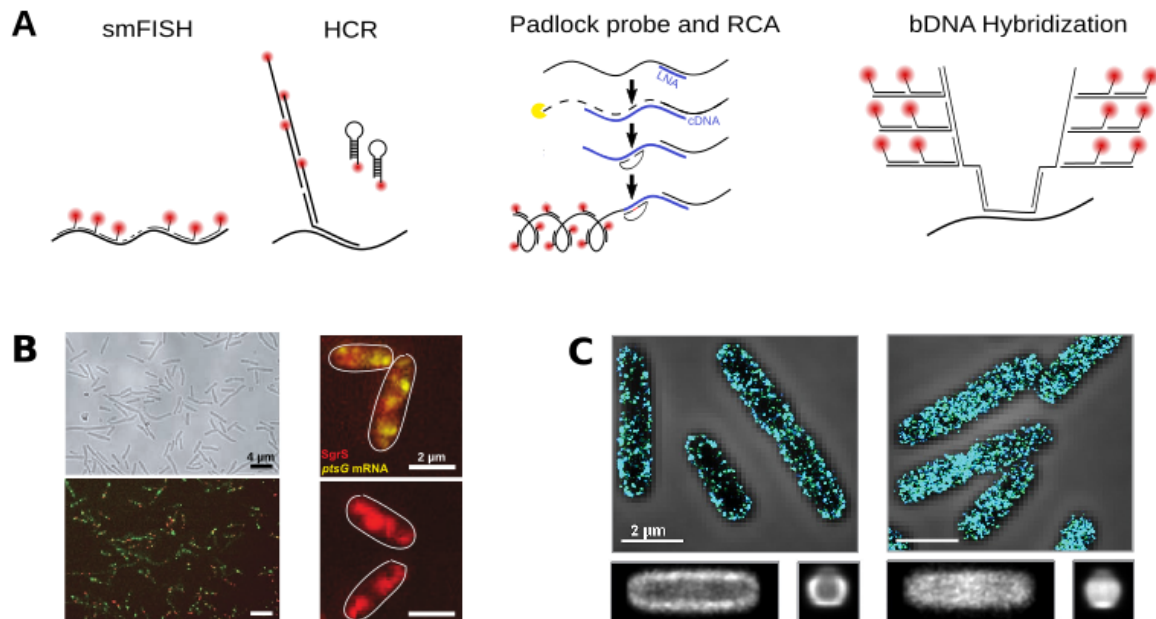 A
smFISH
HCR
Padlock probe and RCA
bDNA Hybridization
LNA
cDNA
B
4 µm
SgrS
ptsG mRNA
2 µm
C
2 µm